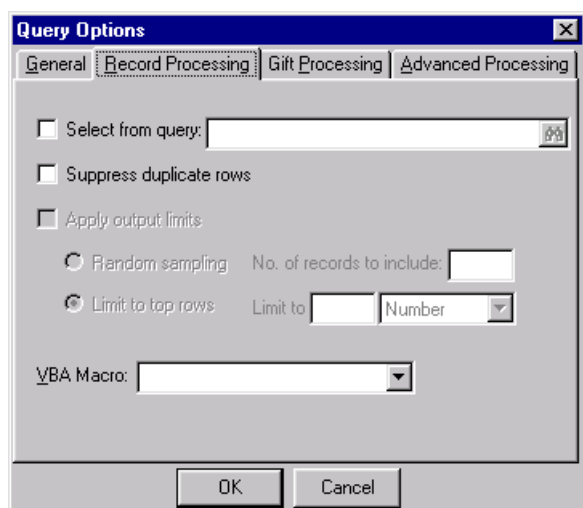 Query Options
General Record Processing Gift Processing Advanced Processing
Select from query:
Suppress duplicate rows
Apply output limits
Random sampling No. of records to include:
Limit to top rows Limit to Number
VBA Macro:
OK Cancel